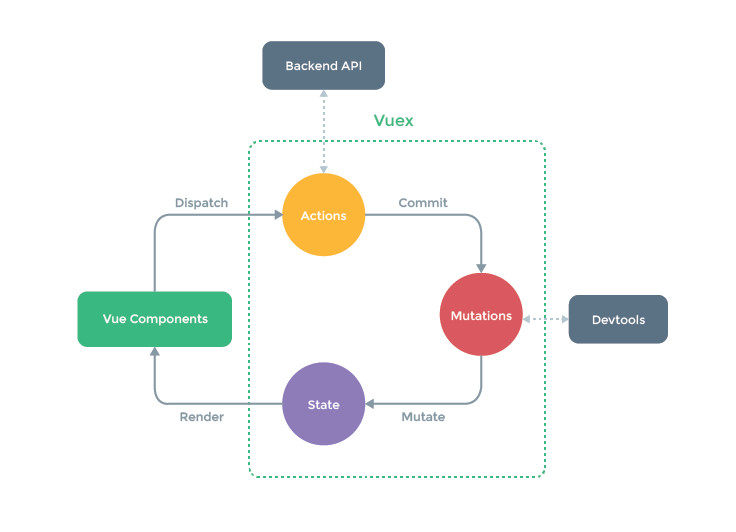 Backend API
Vuex
Dispatch
Commit
Actions
Vue Components
Mutations
Devtools
State
Render
Mutate